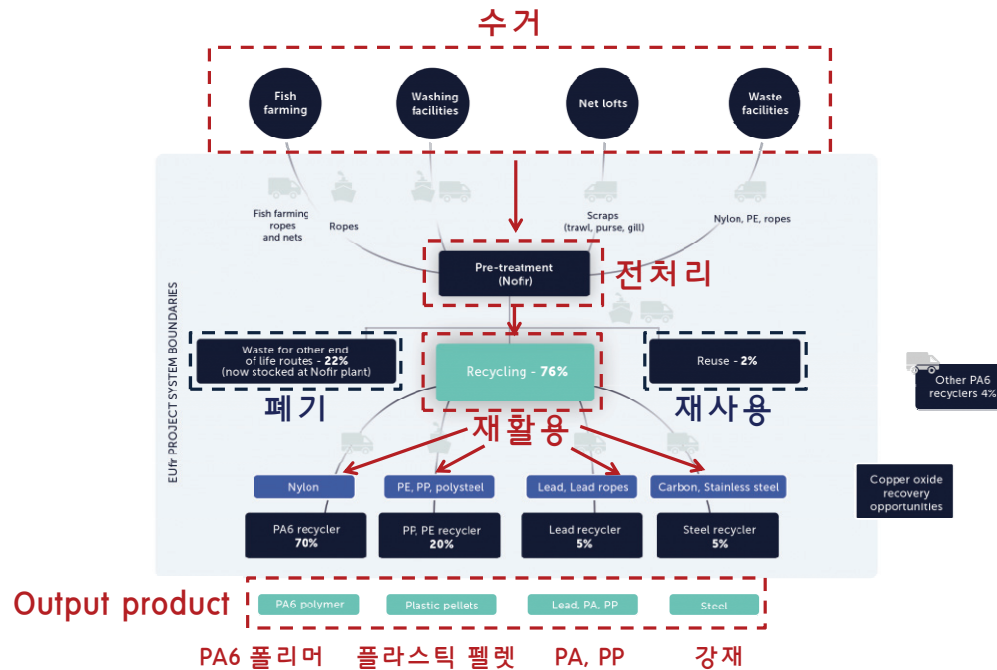 수거
Fish
farming
Washing
facilities
Net lofts
Waste
facilities
Fish farming
ropes
and nets
Ropes
Scraps
(trawl, purse, gill)
Nylon, PE, ropes
Pre-treatment
(Nofir)
전처리
EUfir PROJECT SYSTEM BOUNDARIES
Waste for other end
of life routes - 22%
(now stocked at Nofir plant)
Recycling - 76%
Reuse - 2%
Other PA6
recyclers 4%
폐기
재활용
재사용
Nylon
PE, PP, polysteel
Lead, Lead ropes
Carbon, Stainless steel
Copper oxide
recovery
opportunities
PA6 recycler
70%
PP, PE recycler
20%
Lead recycler
5%
Steel recycler
5%
Output product
PA6 polymer
Plastic pellets
Lead, PA, PP
Steel
PA6 폴리머
플라스틱 펠렛
PA, PP
강재